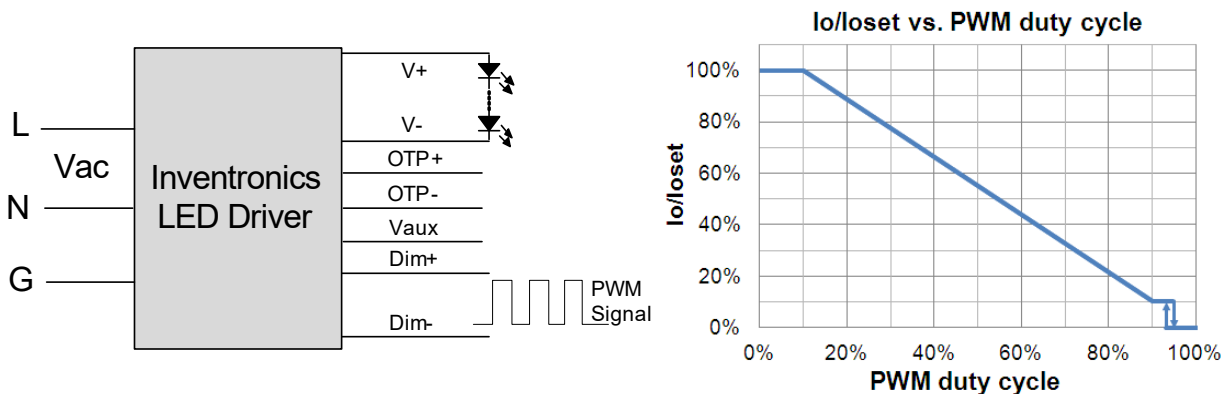 L
Vac
N
G
Inventronics
LED Driver
V+
V-
OTP+
OTP-
Vaux
Dim+
Dim-
PWM
Signal
Io/Ioset vs. PWM duty cycle
Io/Ioset
100%
80%
60%
40%
20%
0%
0% 20% 40% 60% 80% 100%
PWM duty cycle